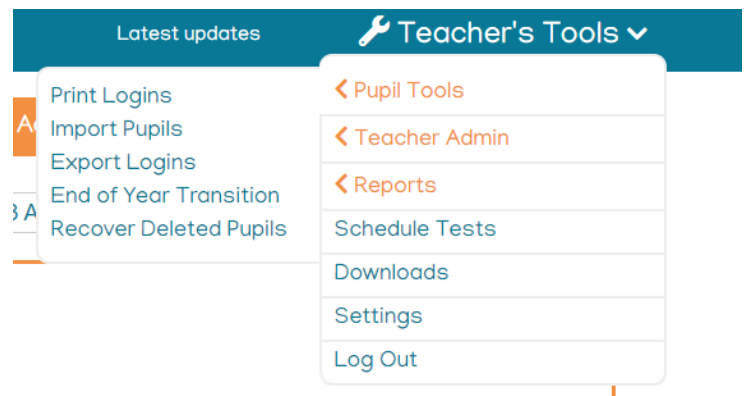 Latest updates
Teacher's Tools
Print Logins
Import Pupils
Export Logins
End of Year Transition
Recover Deleted Pupils
Pupil Tools
Teacher Admin
Reports
Schedule Tests
Downloads
Settings
Log Out